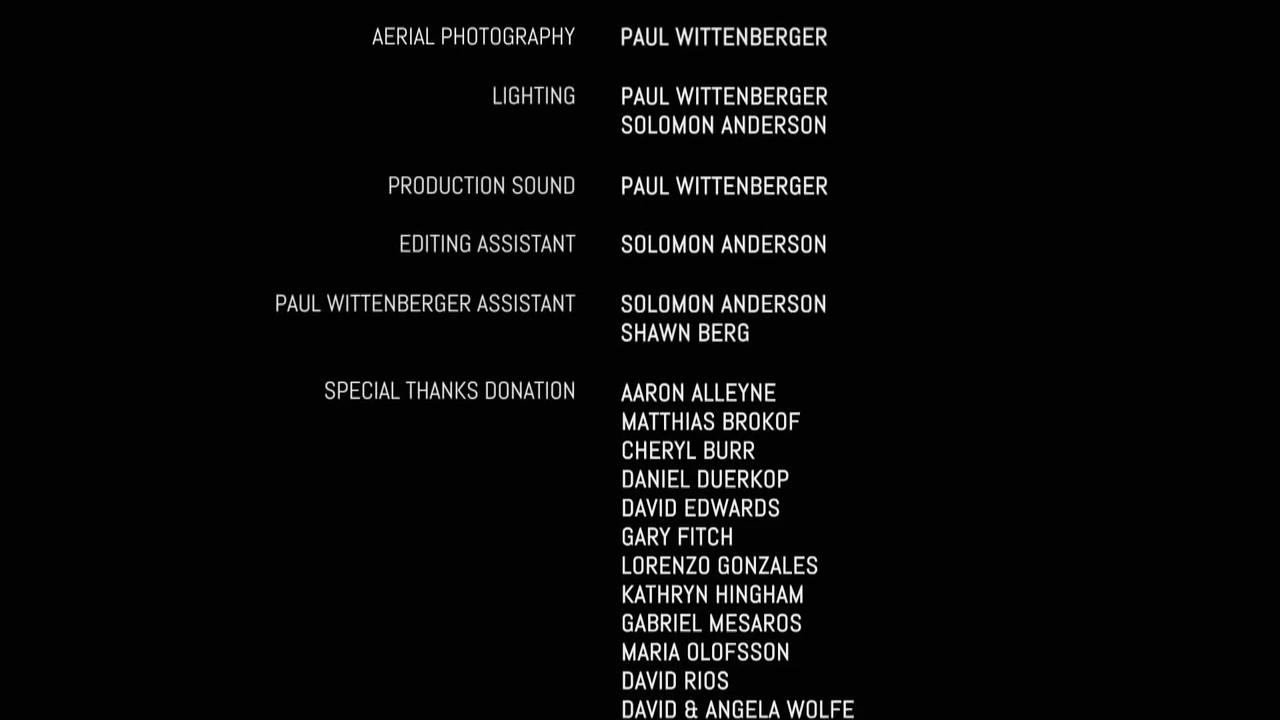 AERIAL PHOTOGRAPHY PAUL WITTENBERGER
LIGHTING PAUL WITTENBERGER
SOLOMON ANDERSON
PRODUCTION SOUND PAUL WITTENBERGER
EDITING ASSISTANT SOLOMON ANDERSON
PAUL WITTENBERGER ASSISTANT SOLOMON ANDERSON
SHAWN BERG
SPECIAL THANKS DONATION AARON ALLEYNE
MATTHIAS BROKOF
CHERYL BURR
DANIEL DUERKOP
DAVID EDWARDS
GARY FITCH
LORENZO GONZALES
KATHRYN HINGHAM
GABRIEL MESAROS
MARIA OLOFSSON
DAVID RIOS
DAVID & ANGELA WOLFE